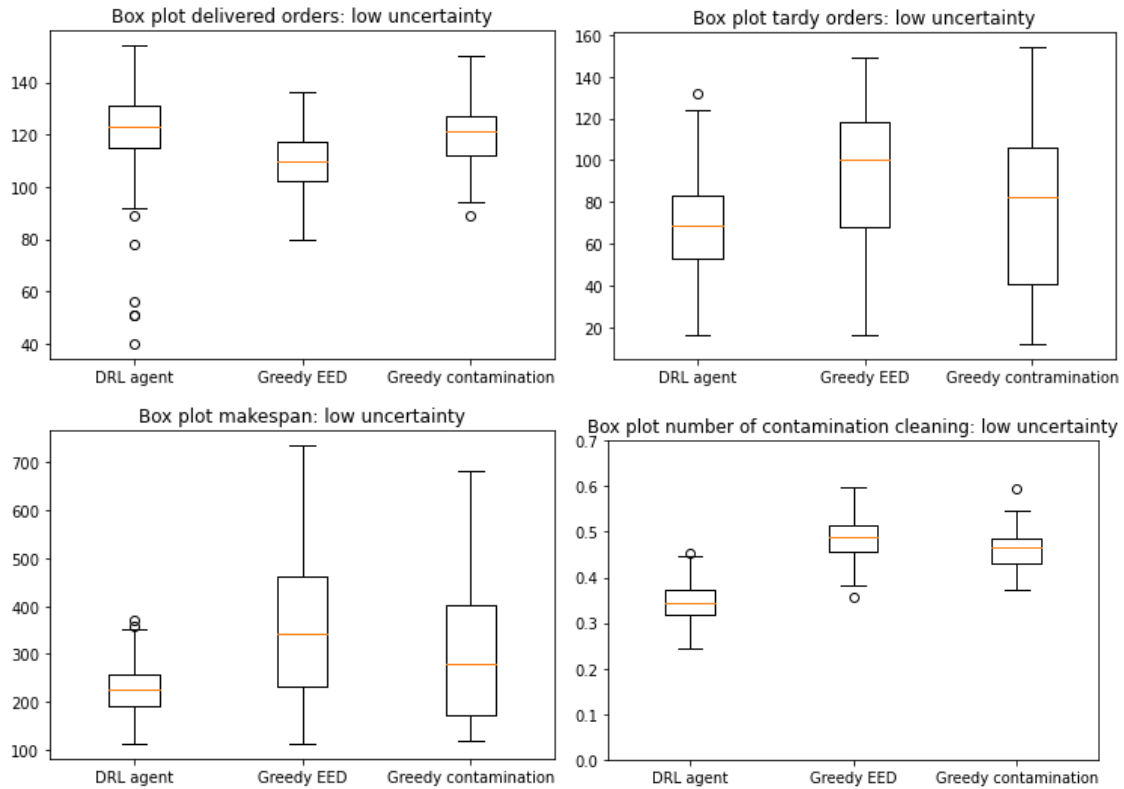 Box plot delivered orders: low uncertainty
140
120
100
80
60
40
DRL agent
Greedy EED
Greedy contamination
Box plot tardy orders: low uncertainty
160
140
120
100
80
60
40
20
DRL agent
Greedy EED
Greedy contramination
Box plot makespan: low uncertainty
700
600
500
400
300
200
100
DRL agent
Greedy EED
Greedy contamination
Box plot number of contamination cleaning: low uncertainty
0.7
0.6
0.5
0.4
0.3
0.2
0.1
0.0
DRL agent
Greedy EED
Greedy contamination